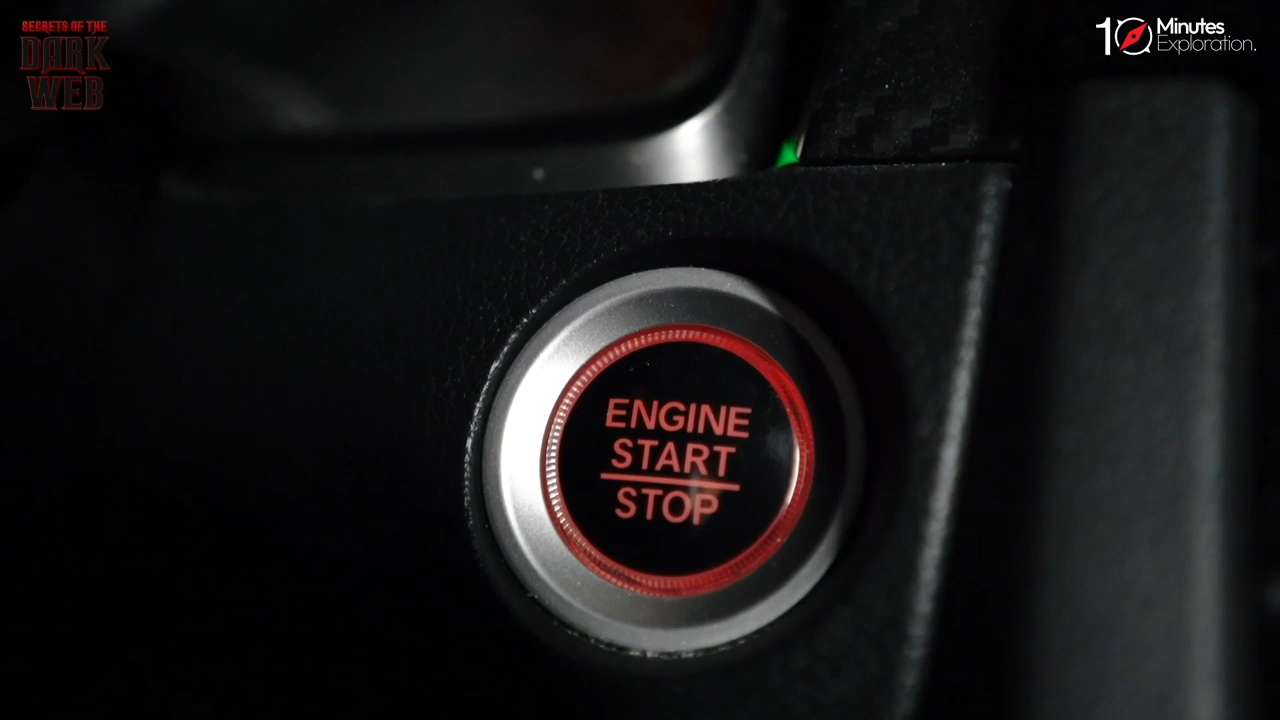 SECRETS OF THE
DARK
WEB
10 Minutes
Exploration.
ENGINE
START
STOP